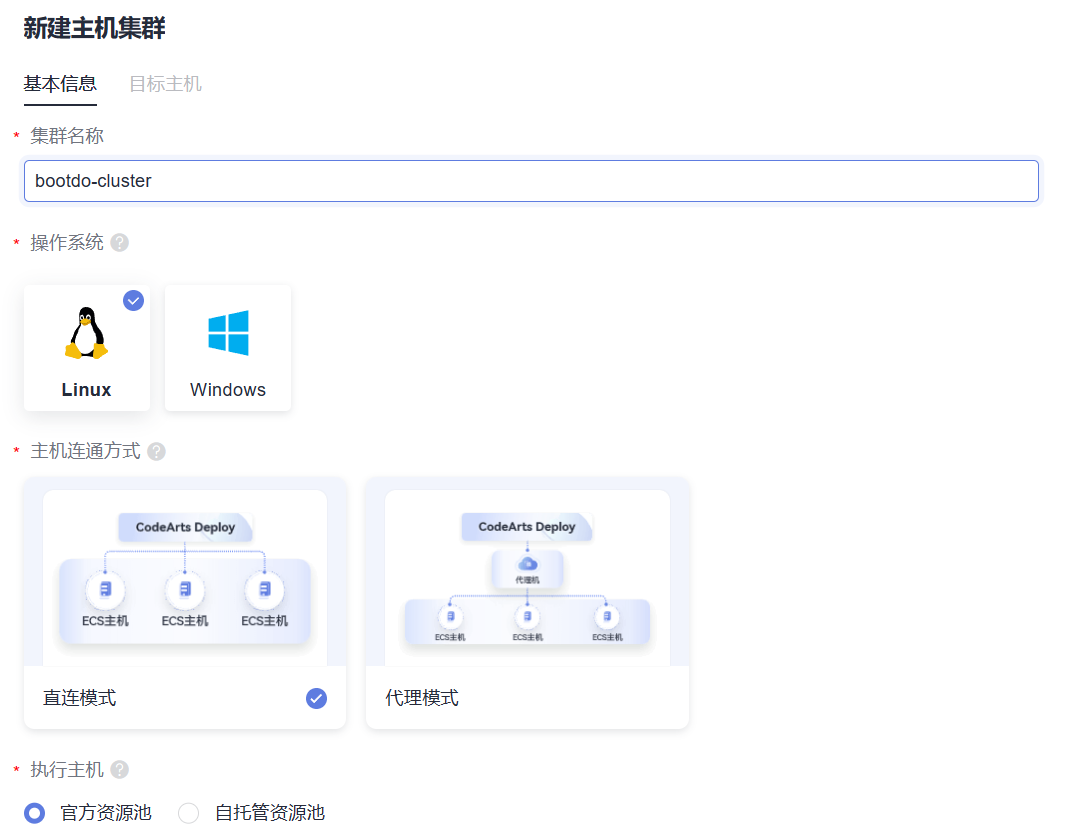 新建主机集群
基本信息 目标主机
* 集群名称
bootdo-cluster
* 操作系统 ?
Linux Windows
* 主机连通方式 ?
CodeArts Deploy
ECS主机 ECS主机 ECS主机
直连模式
CodeArts Deploy
代理机
ECS主机 ECS主机 ECS主机
代理模式
* 执行主机 ?
官方资源池 自托管资源池